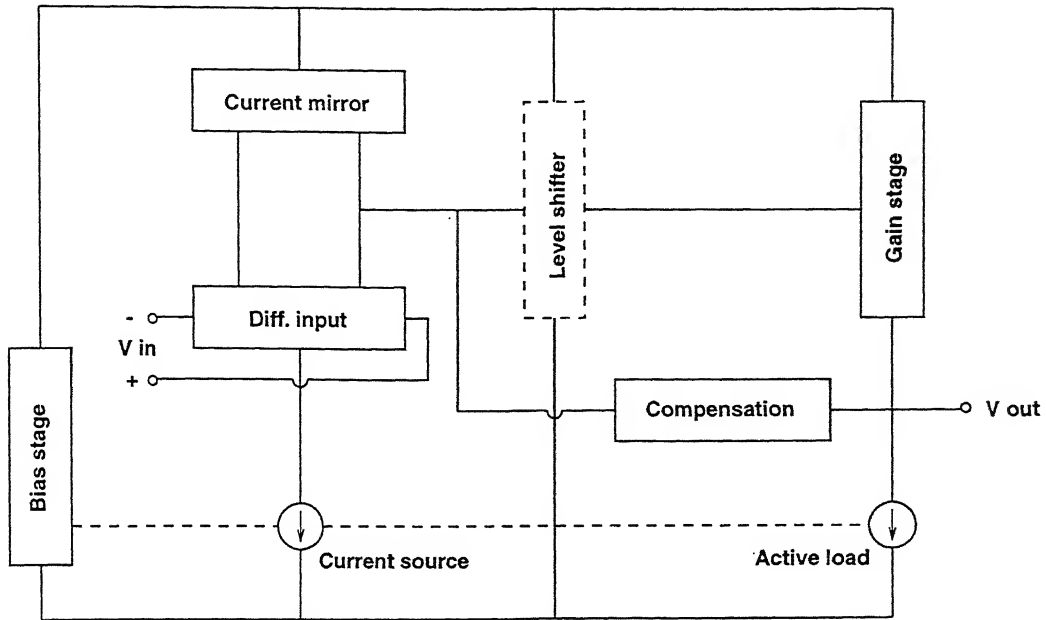 Current mirror
Level shifter
Gain stage
Diff. input
-
V in
+
Bias stage
Compensation
V out
Current source
Active load